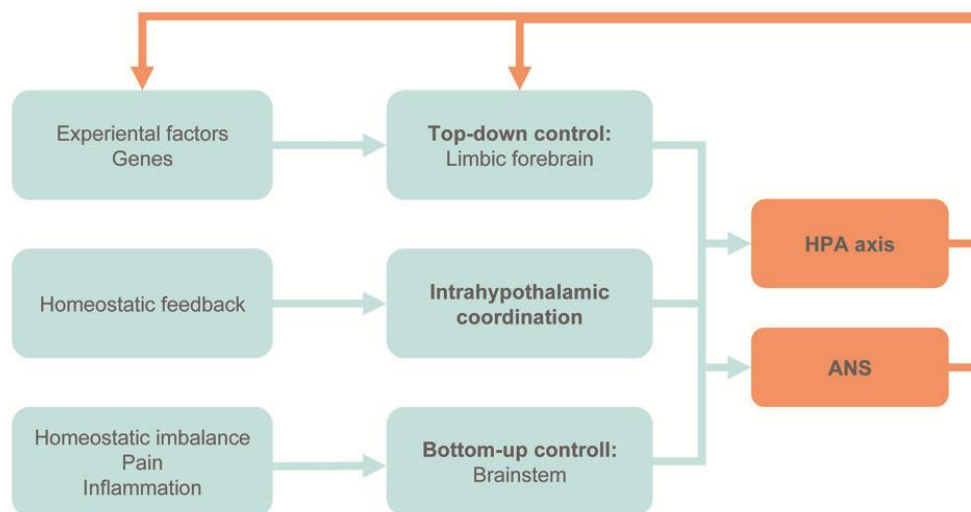 Experiental factors
Genes
Top-down control:
Limbic forebrain
HPA axis
Homeostatic feedback
Intrahypothalamic
coordination
ANS
Homeostatic imbalance
Pain
Inflammation
Bottom-up controll:
Brainstem